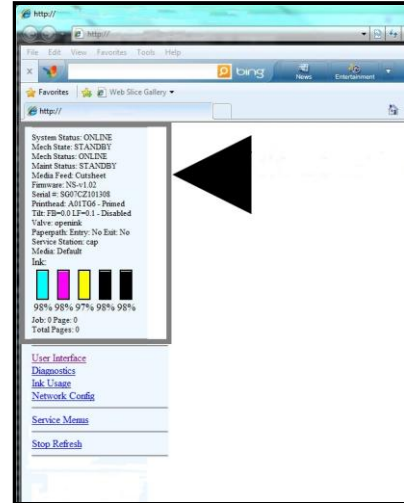 http://
http://
File Edit View Favorites Tools Help
x bing News Entertainment
Favorites Web Slice Gallery
http://
System Status: ONLINE
Mech State: STANDBY
Mech Status: ONLINE
Maint Status: STANDBY
Media Feed: Cutsheet
Firmware: NS-v1.02
Serial #: SG07CZ101308
Printhead: A01TG6 - Primed
Tilt: FB=0.0 LF=0.1 - Disabled
Valve: openink
Paperpath: Entry: No Exit: No
Service Station: cap
Media: Default
Ink:
98% 98% 97% 98% 98%
Job: 0 Page: 0
Total Pages: 0
User Interface
Diagnostics
Ink Usage
Network Config
Service Menus
Stop Refresh